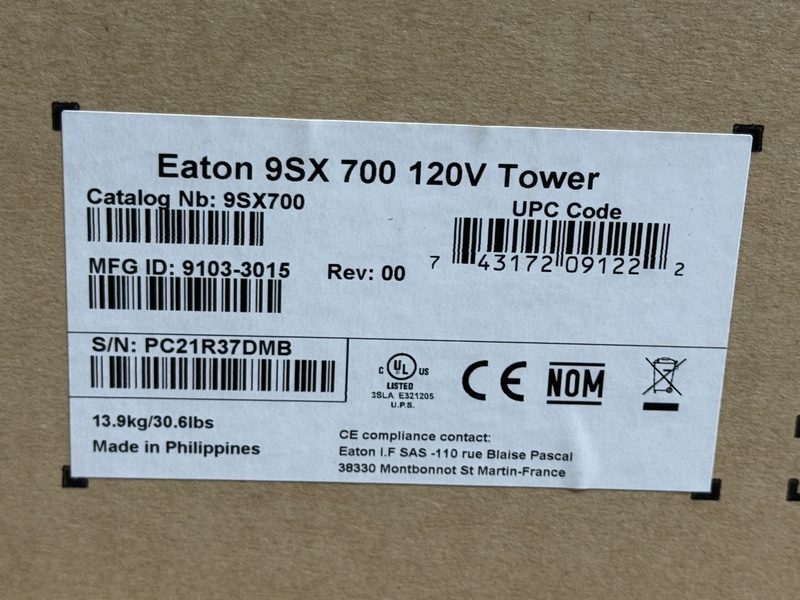 Eaton 9SX 700 120V Tower
Catalog Nb: 9SX700
UPC Code
7 43172 09122 2
MFG ID: 9103-3015 Rev: 00
S/N: PC21R37DMB
C UL US
LISTED
3SLA E321205
U.P.S.
CE NOM
13.9kg/30.6lbs
Made in Philippines
CE compliance contact:
Eaton I.F SAS -110 rue Blaise Pascal
38330 Montbonnot St Martin-France